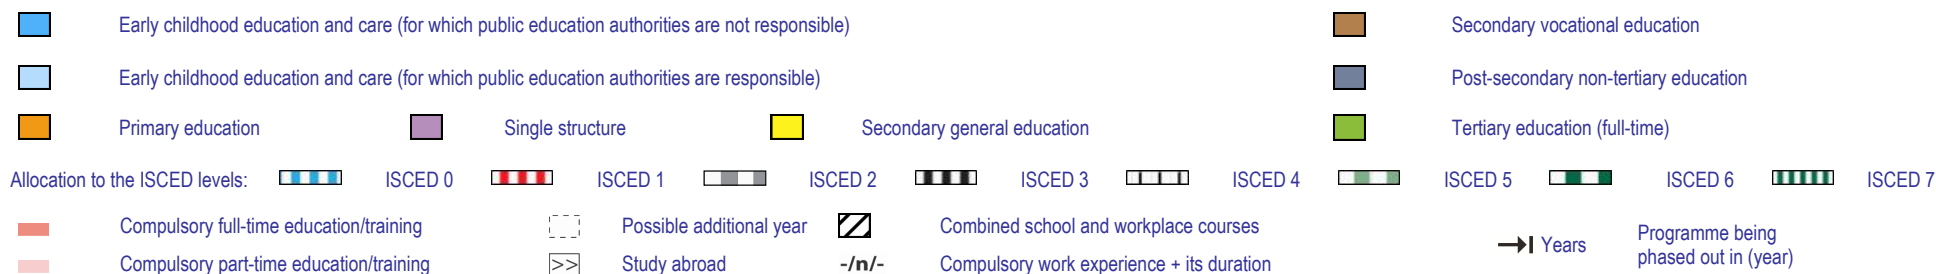 Early childhood education and care (for which public education authorities are not responsible)
Secondary vocational education
Early childhood education and care (for which public education authorities are responsible)
Post-secondary non-tertiary education
Primary education
Single structure
Secondary general education
Tertiary education (full-time)
Allocation to the ISCED levels: ISCED 0 ISCED 1 ISCED 2 ISCED 3 ISCED 4 ISCED 5 ISCED 6 ISCED 7
Compulsory full-time education/training
Possible additional year
Combined school and workplace courses
Years
Programme being
phased out in (year)
Compulsory part-time education/training
>> Study abroad
-/n/- Compulsory work experience + its duration